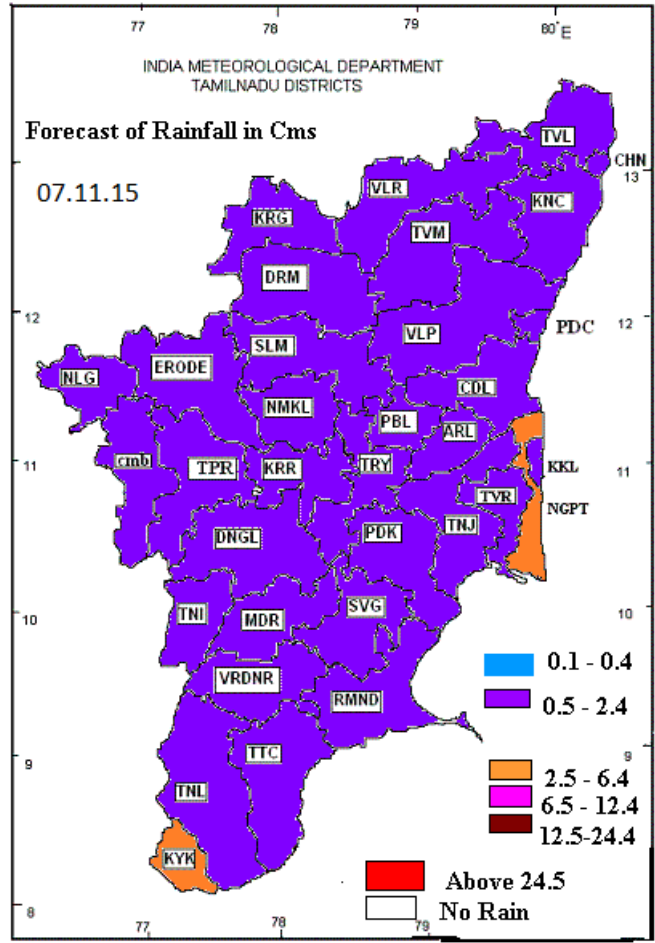 77 78 79 80° E
INDIA METEOROLOGICAL DEPARTMENT
TAMILNADU DISTRICTS
Forecast of Rainfall in Cms
TVL
CHN
13
07.11.15
VLR
KNC
KRG
TVM
DRM
12 12
PDC
VLP
SLM
ERODE
NLG
CDL
NMKL
PBL
ARL
11 cmb TPR KRR TRY 11
KKL
TVR
NGPT
TNJ
DNGL PDK
10 TNI MDR SVG 10
0.1 - 0.4
VRDNR
0.5 - 2.4
RMND
9 TTC 9
2.5 - 6.4
TNL
6.5 - 12.4
12.5-24.4
KYK
Above 24.5
8 No Rain
77 78 79